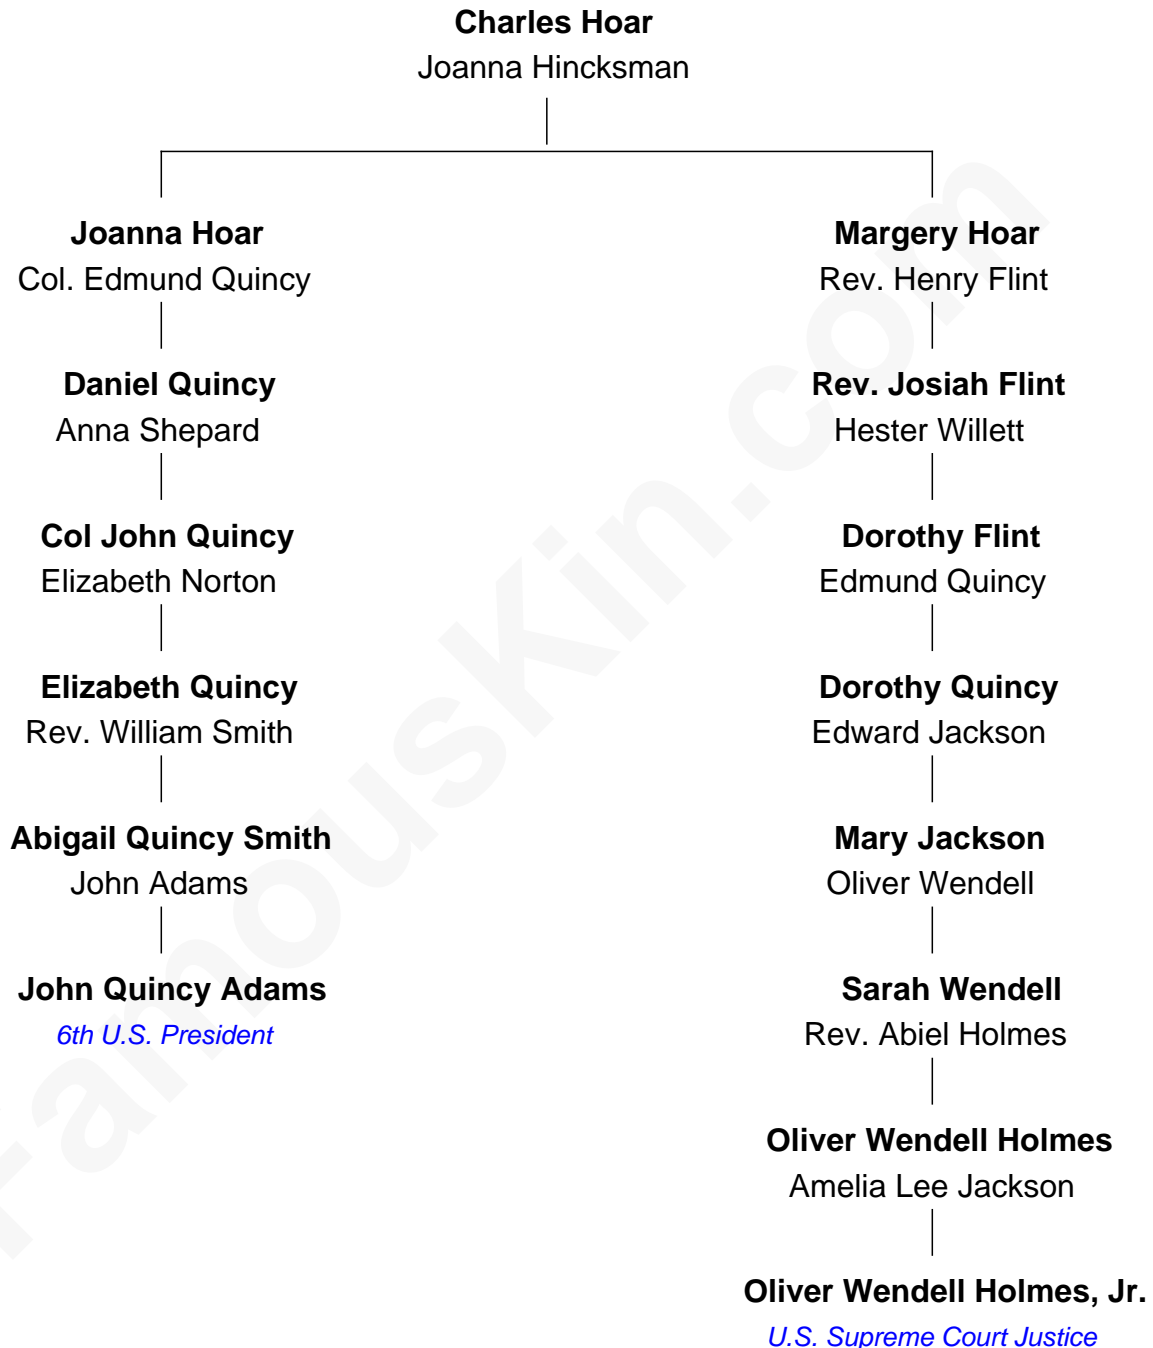 Charles Hoar
Joanna Hincksman
Joanna Hoar
Col. Edmund Quincy
Margery Hoar
Rev. Henry Flint
Daniel Quincy
Anna Shepard
Rev. Josiah Flint
Hester Willett
Col John Quincy
Elizabeth Norton
Dorothy Flint
Edmund Quincy
Elizabeth Quincy
Rev. William Smith
Dorothy Quincy
Edward Jackson
Abigail Quincy Smith
John Adams
Mary Jackson
Oliver Wendell
John Quincy Adams
6th U.S. President
Sarah Wendell
Rev. Abiel Holmes
Oliver Wendell Holmes
Amelia Lee Jackson
Oliver Wendell Holmes, Jr.
U.S. Supreme Court Justice
FamousKin.com